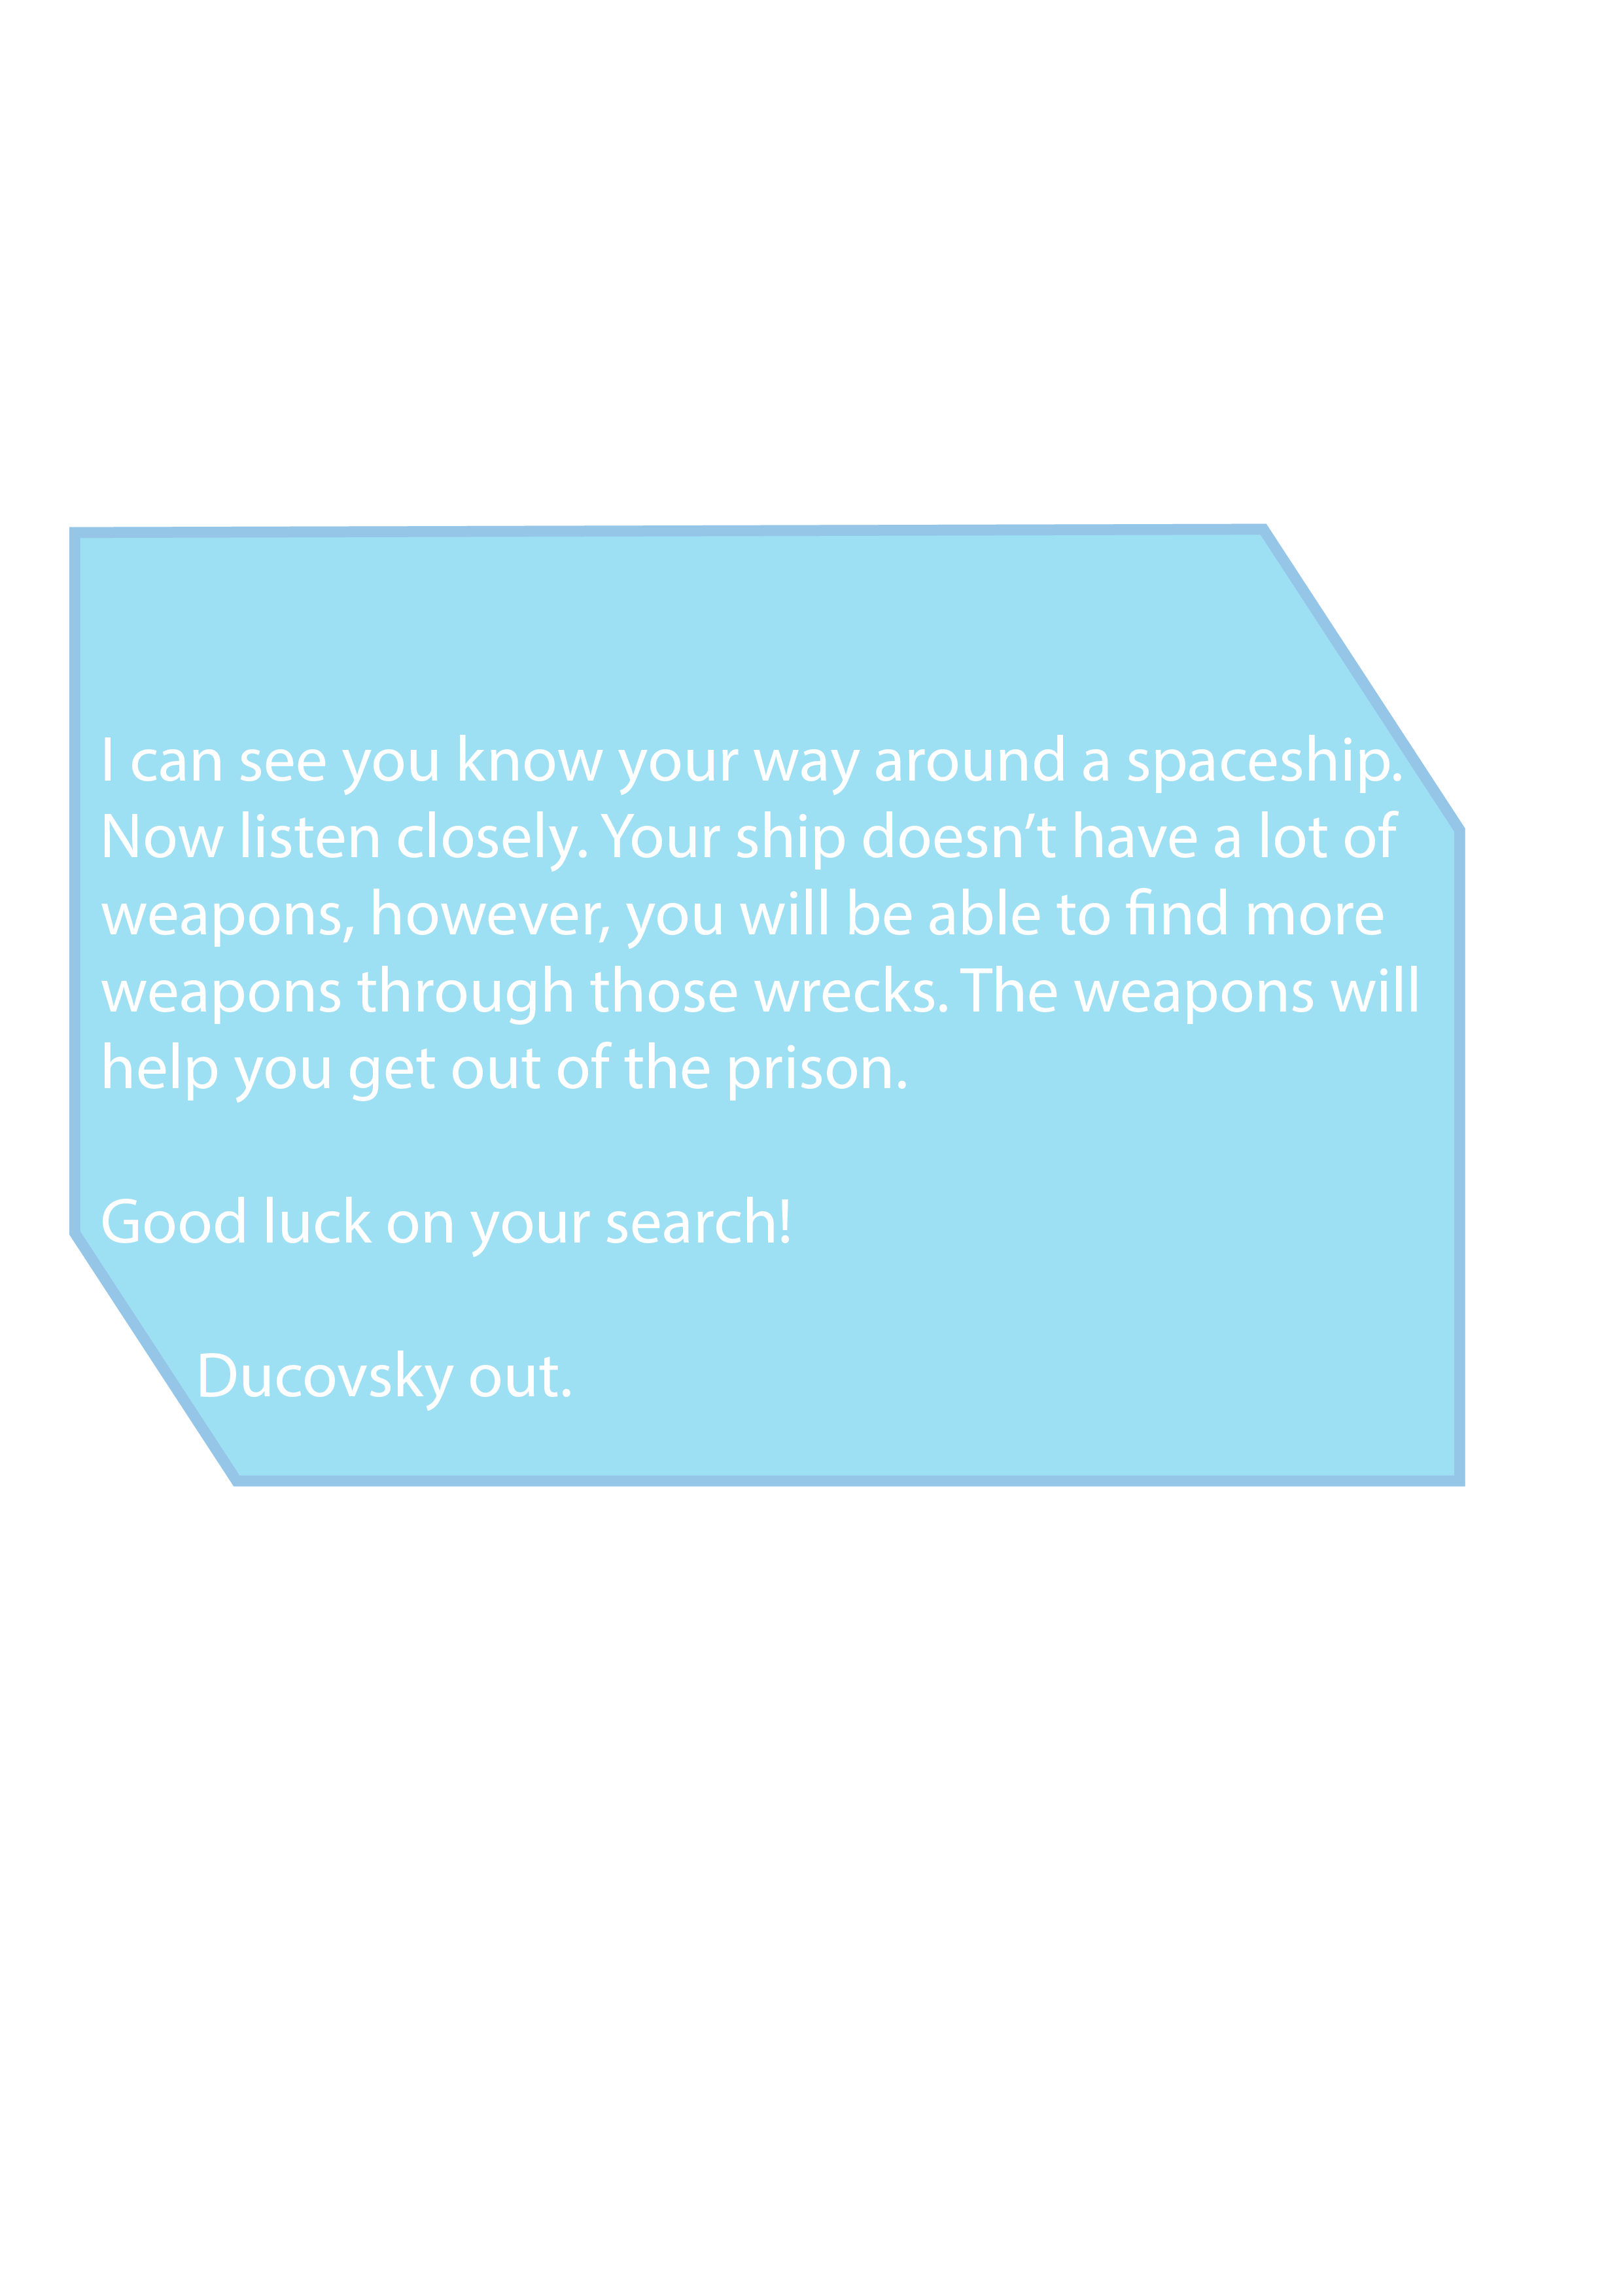 I can see you know your way around a spaceship.
Now listen closely. Your ship doesn’t have a lot of
weapons, however, you will be able to find more
weapons through those wrecks. The weapons will
help you get out of the prison.
Good luck on your search!
Ducovsky out.